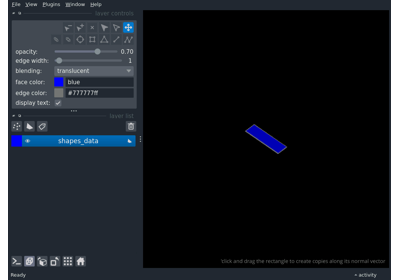 File View Plugins Window Help
layer controls
opacity: 0.70
edge width: 1
blending: translucent
face color: blue
edge color: #777777ff
display text:
layer list
shapes_data
click and drag the rectangle to create copies along its normal vector
Ready
activity